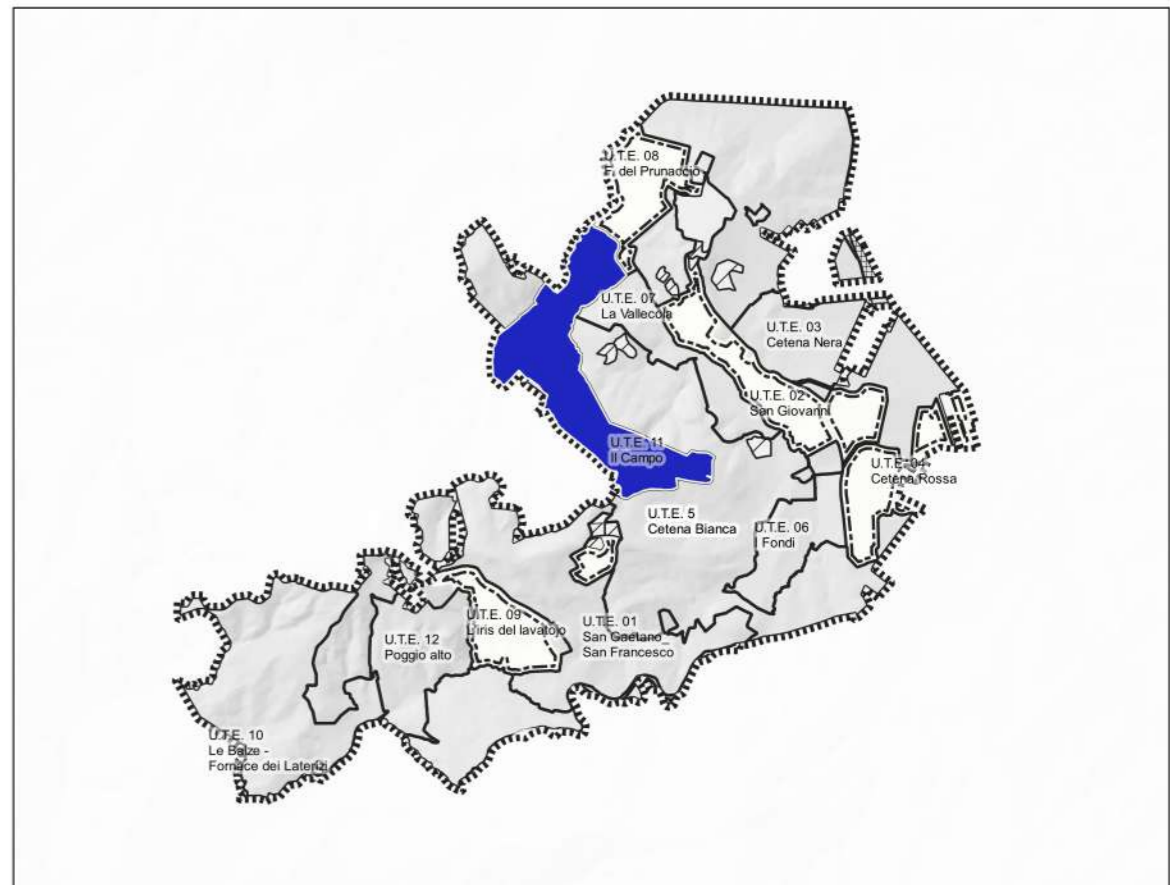 U.T.E. 08
F. del Prunaccio
U.T.E. 07
La Vallecola
U.T.E. 03
Cetena Nera
U.T.E. 02
San Giovanni
U.T.E. 11
Il Campo
U.T.E. 04
Cetena Rossa
U.T.E. 5
Cetena Bianca
U.T.E. 06
I Fondi
U.T.E. 09
L'iris del lavatojo
U.T.E. 01
San Gaetano_
San Francesco
U.T.E. 12
Poggio alto
U.T.E. 10
Le Balze -
Fornace dei Laterizi